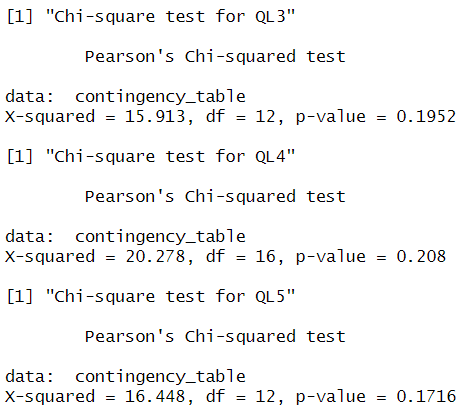 [1] "Chi-square test for QL3"
Pearson's Chi-squared test
data:  contingency_table
X-squared = 15.913, df = 12, p-value = 0.1952
[1] "Chi-square test for QL4"
Pearson's Chi-squared test
data:  contingency_table
X-squared = 20.278, df = 16, p-value = 0.208
[1] "Chi-square test for QL5"
Pearson's Chi-squared test
data:  contingency_table
X-squared = 16.448, df = 12, p-value = 0.1716